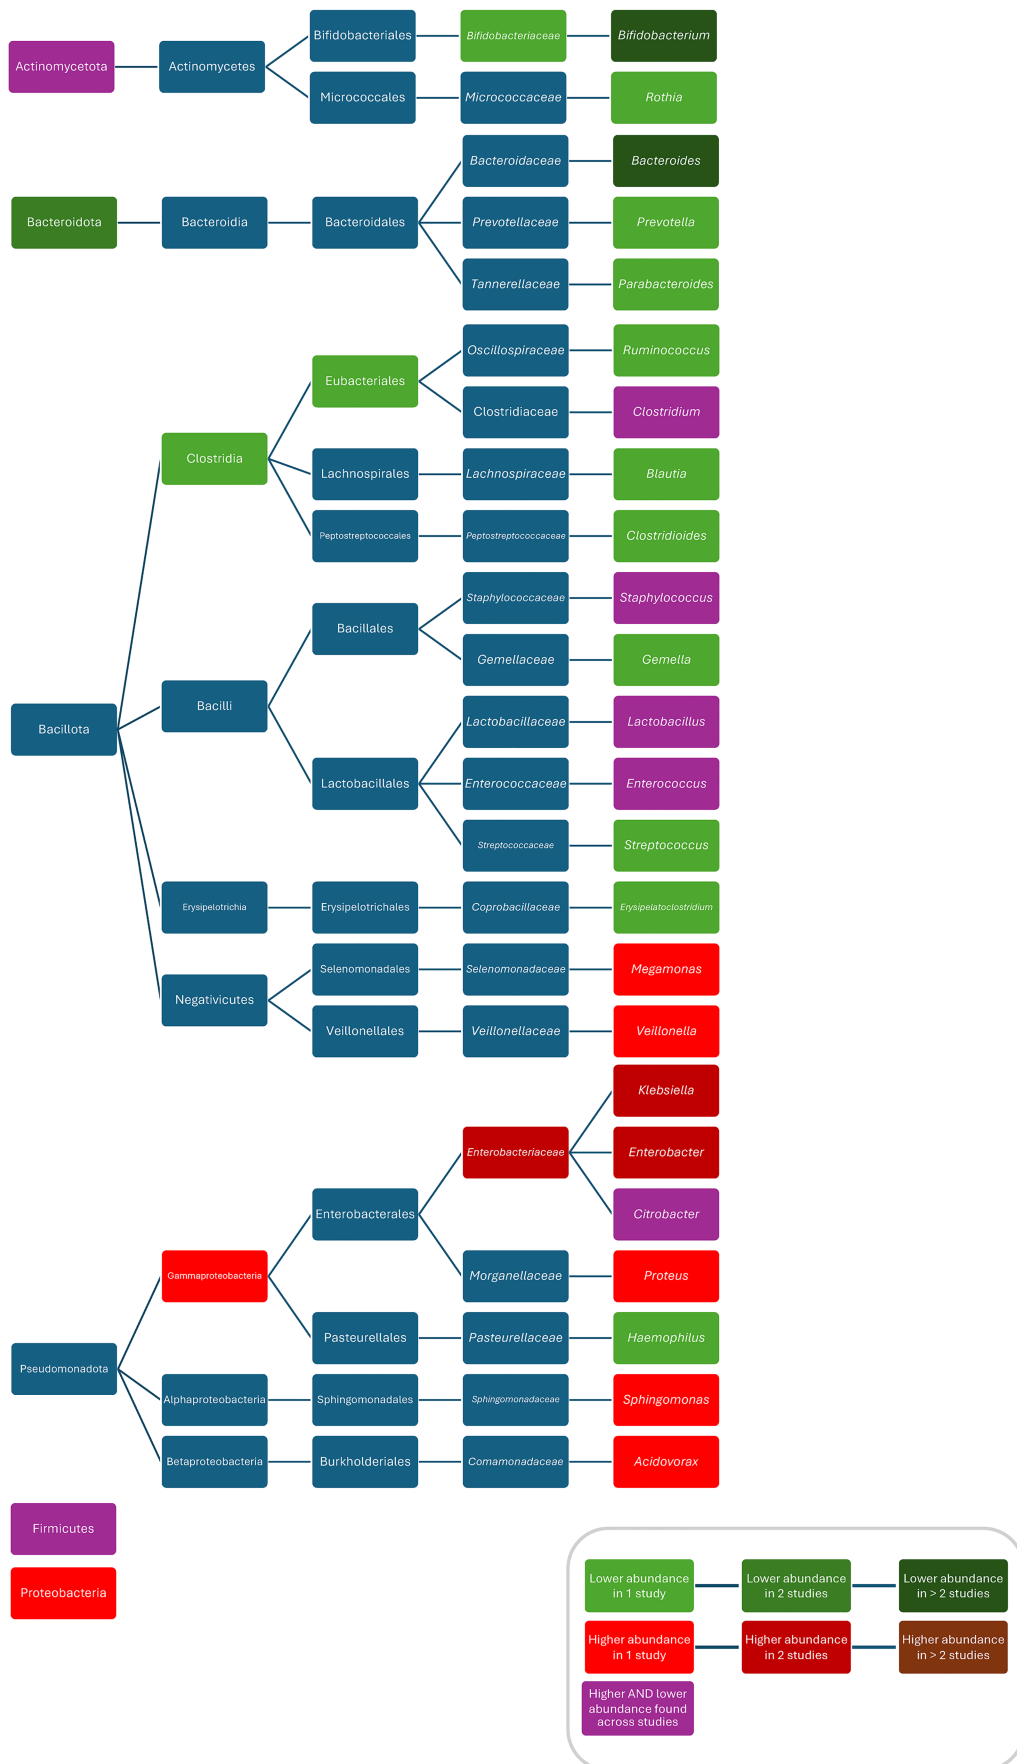 Bifidobacteriales
Bifidobacteriaceae
Bifidobacterium
Actinomycetota
Actinomycetes
Micrococcales
Micrococcaceae
Rothia
Bacteroidaceae
Bacteroides
Bacteroidota
Bacteroidia
Bacteroidales
Prevotellaceae
Prevotella
Tannerellaceae
Parabacteroides
Oscillospiraceae
Ruminococcus
Eubacteriales
Clostridiaceae
Clostridium
Clostridia
Lachnospirales
Lachnospiraceae
Blautia
Peptostreptococcales
Peptostreptococcaceae
Clostridioides
Staphylococcaceae
Staphylococcus
Bacillales
Gemellaceae
Gemella
Bacillota
Bacilli
Lactobacillaceae
Lactobacillus
Lactobacillales
Enterococcaceae
Enterococcus
Streptococcaceae
Streptococcus
Erysipelotrichia
Erysipelotrichales
Coprobacillaceae
Erysipelatoclostridium
Selenomonadales
Selenomonadaceae
Megamonas
Negativicutes
Veillonellales
Veillonellaceae
Veillonella
Klebsiella
Enterobacteriaceae
Enterobacter
Enterobacterales
Citrobacter
Gammaproteobacteria
Morganellaceae
Proteus
Pasteurellales
Pasteurellaceae
Haemophilus
Pseudomonadota
Alphaproteobacteria
Sphingomonadales
Sphingomonadaceae
Sphingomonas
Betaproteobacteria
Burkholderiales
Comamonadaceae
Acidovorax
Firmicutes
Proteobacteria
Lower abundance
in 1 study
Lower abundance
in 2 studies
Lower abundance
in > 2 studies
Higher abundance
in 1 study
Higher abundance
in 2 studies
Higher abundance
in > 2 studies
Higher AND lower
abundance found
across studies